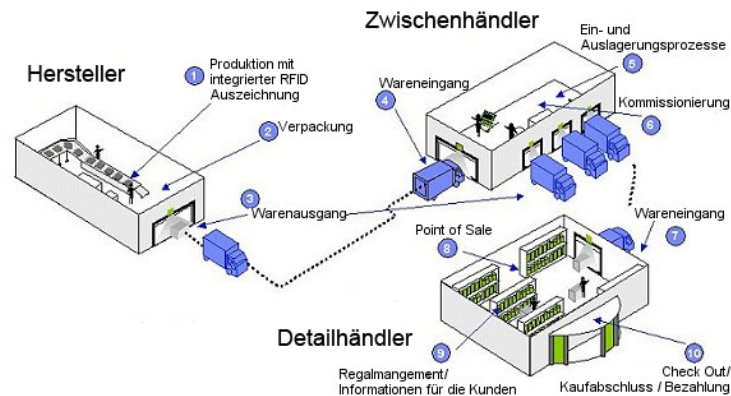 Zwischenhändler
Hersteller
1
Produktion mit
integrierter RFID
Auszeichnung
2
Verpackung
3
Warenausgang
4
Wareneingang
Ein- und
Auslagerungsprozesse
5
Kommissionierung
6
Wareneingang
7
Point of Sale
8
Detailhändler
9
Regalmangement/
Informationen für die Kunden
10
Check Out/
Kaufabschluss / Bezahlung